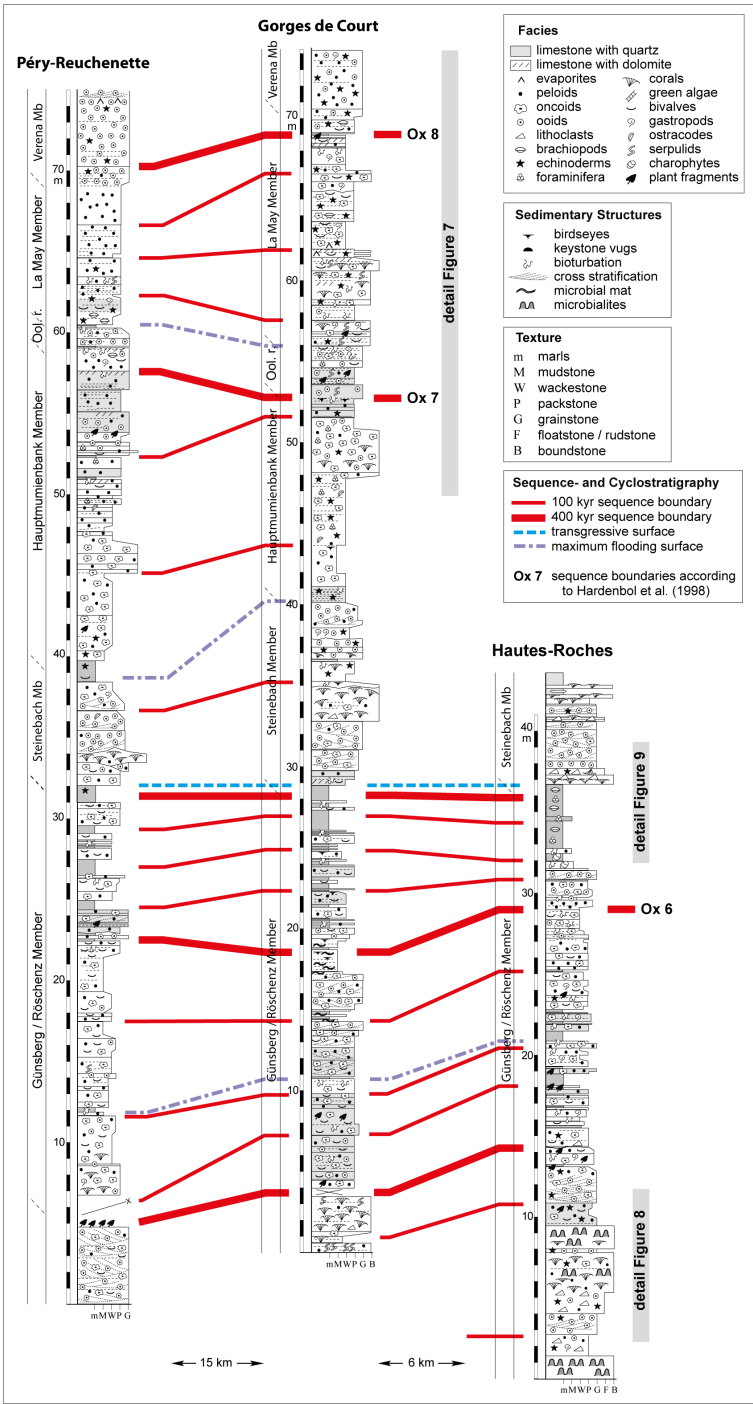 Gorges de Court
Péry-Reuchenette
Hautes-Roches
Verena Mb
La May Member
Ool. r.
Hauptmumienbank Member
Steinebach Mb
Günsberg / Röschenz Member
70
m
60
50
40
30
20
10
mMWP G
Verena Mb
La May Member
Ool. r.
Hauptmumienbank Member
Steinebach Member
Günsberg / Röschenz Member
70
m
60
50
40
30
20
10
mMWP G B
Steinebach Mb
Günsberg / Röschenz Member
40
m
30
20
10
mMWP G F B
Ox 8
Ox 7
Ox 6
detail Figure 7
detail Figure 9
detail Figure 8
15 km
6 km
Facies
limestone with quartz
limestone with dolomite
evaporites
corals
peloids
green algae
oncoids
bivalves
ooids
gastropods
lithoclasts
ostracodes
brachiopods
serpulids
echinoderms
charophytes
foraminifera
plant fragments
Sedimentary Structures
birdseyes
keystone vugs
bioturbation
cross stratification
microbial mat
microbialites
Texture
m marls
M mudstone
W wackestone
P packstone
G grainstone
F floatstone / rudstone
B boundstone
Sequence- and Cyclostratigraphy
100 kyr sequence boundary
400 kyr sequence boundary
transgressive surface
maximum flooding surface
Ox 7 sequence boundaries according
to Hardenbol et al. (1998)